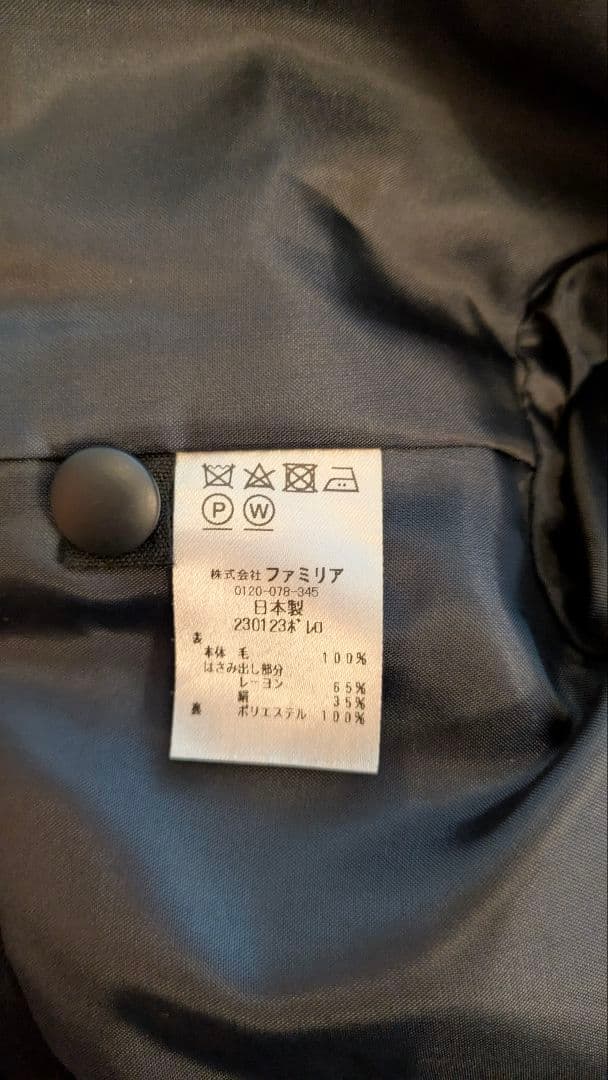 P W
株式会社 ファミリア
0120-078-345
日本製
230123ﾎﾞﾚﾛ
表
本体 毛 100%
はさみ出し部分
レーヨン 65%
絹 35%
裏 ポリエステル 100%